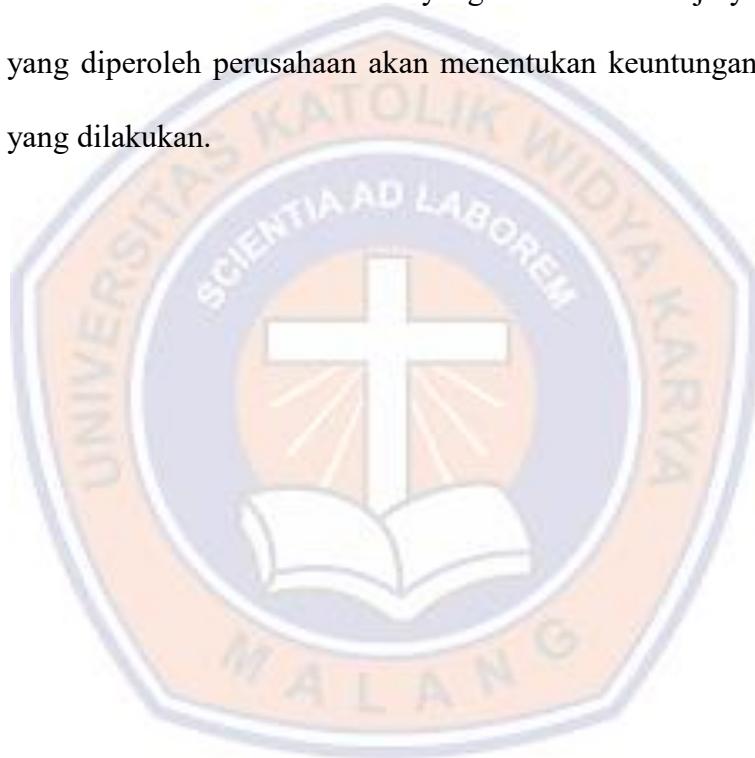 yang diperoleh perusahaan akan menentukan keuntungan
yang dilakukan.
UNIVERSITAS KATOLIK WIDYA KARYA
SCIENTIA AD LABOREM
MALANG